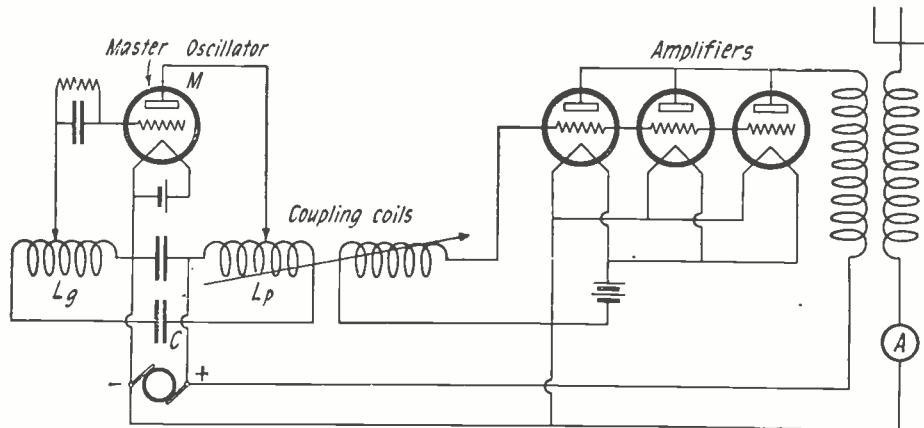 Master Oscillator
M
Amplifiers
Coupling coils
Lg
Lp
C
- +
A